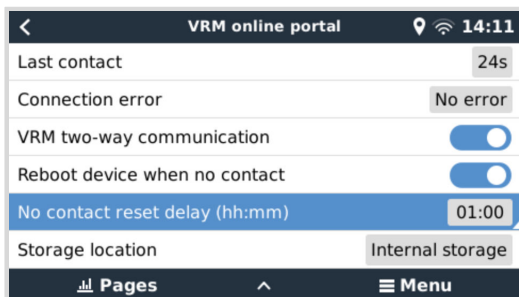 VRM online portal 14:11
Last contact 24s
Connection error No error
VRM two-way communication
Reboot device when no contact
No contact reset delay (hh:mm) 01:00
Storage location Internal storage
Pages Menu